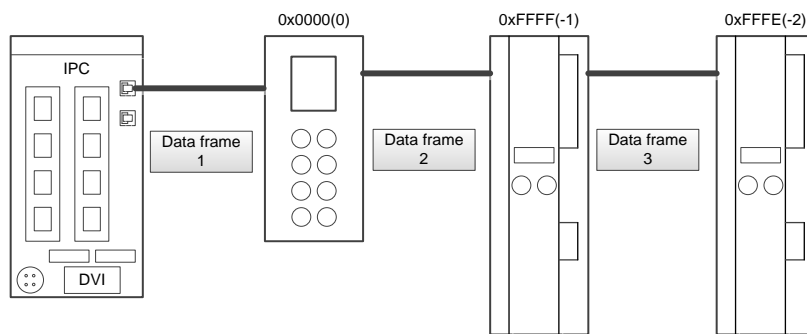 0x0000(0)
0xFFFF(-1)
0xFFFE(-2)
IPC
Data frame
1
Data frame
2
Data frame
3
DVI